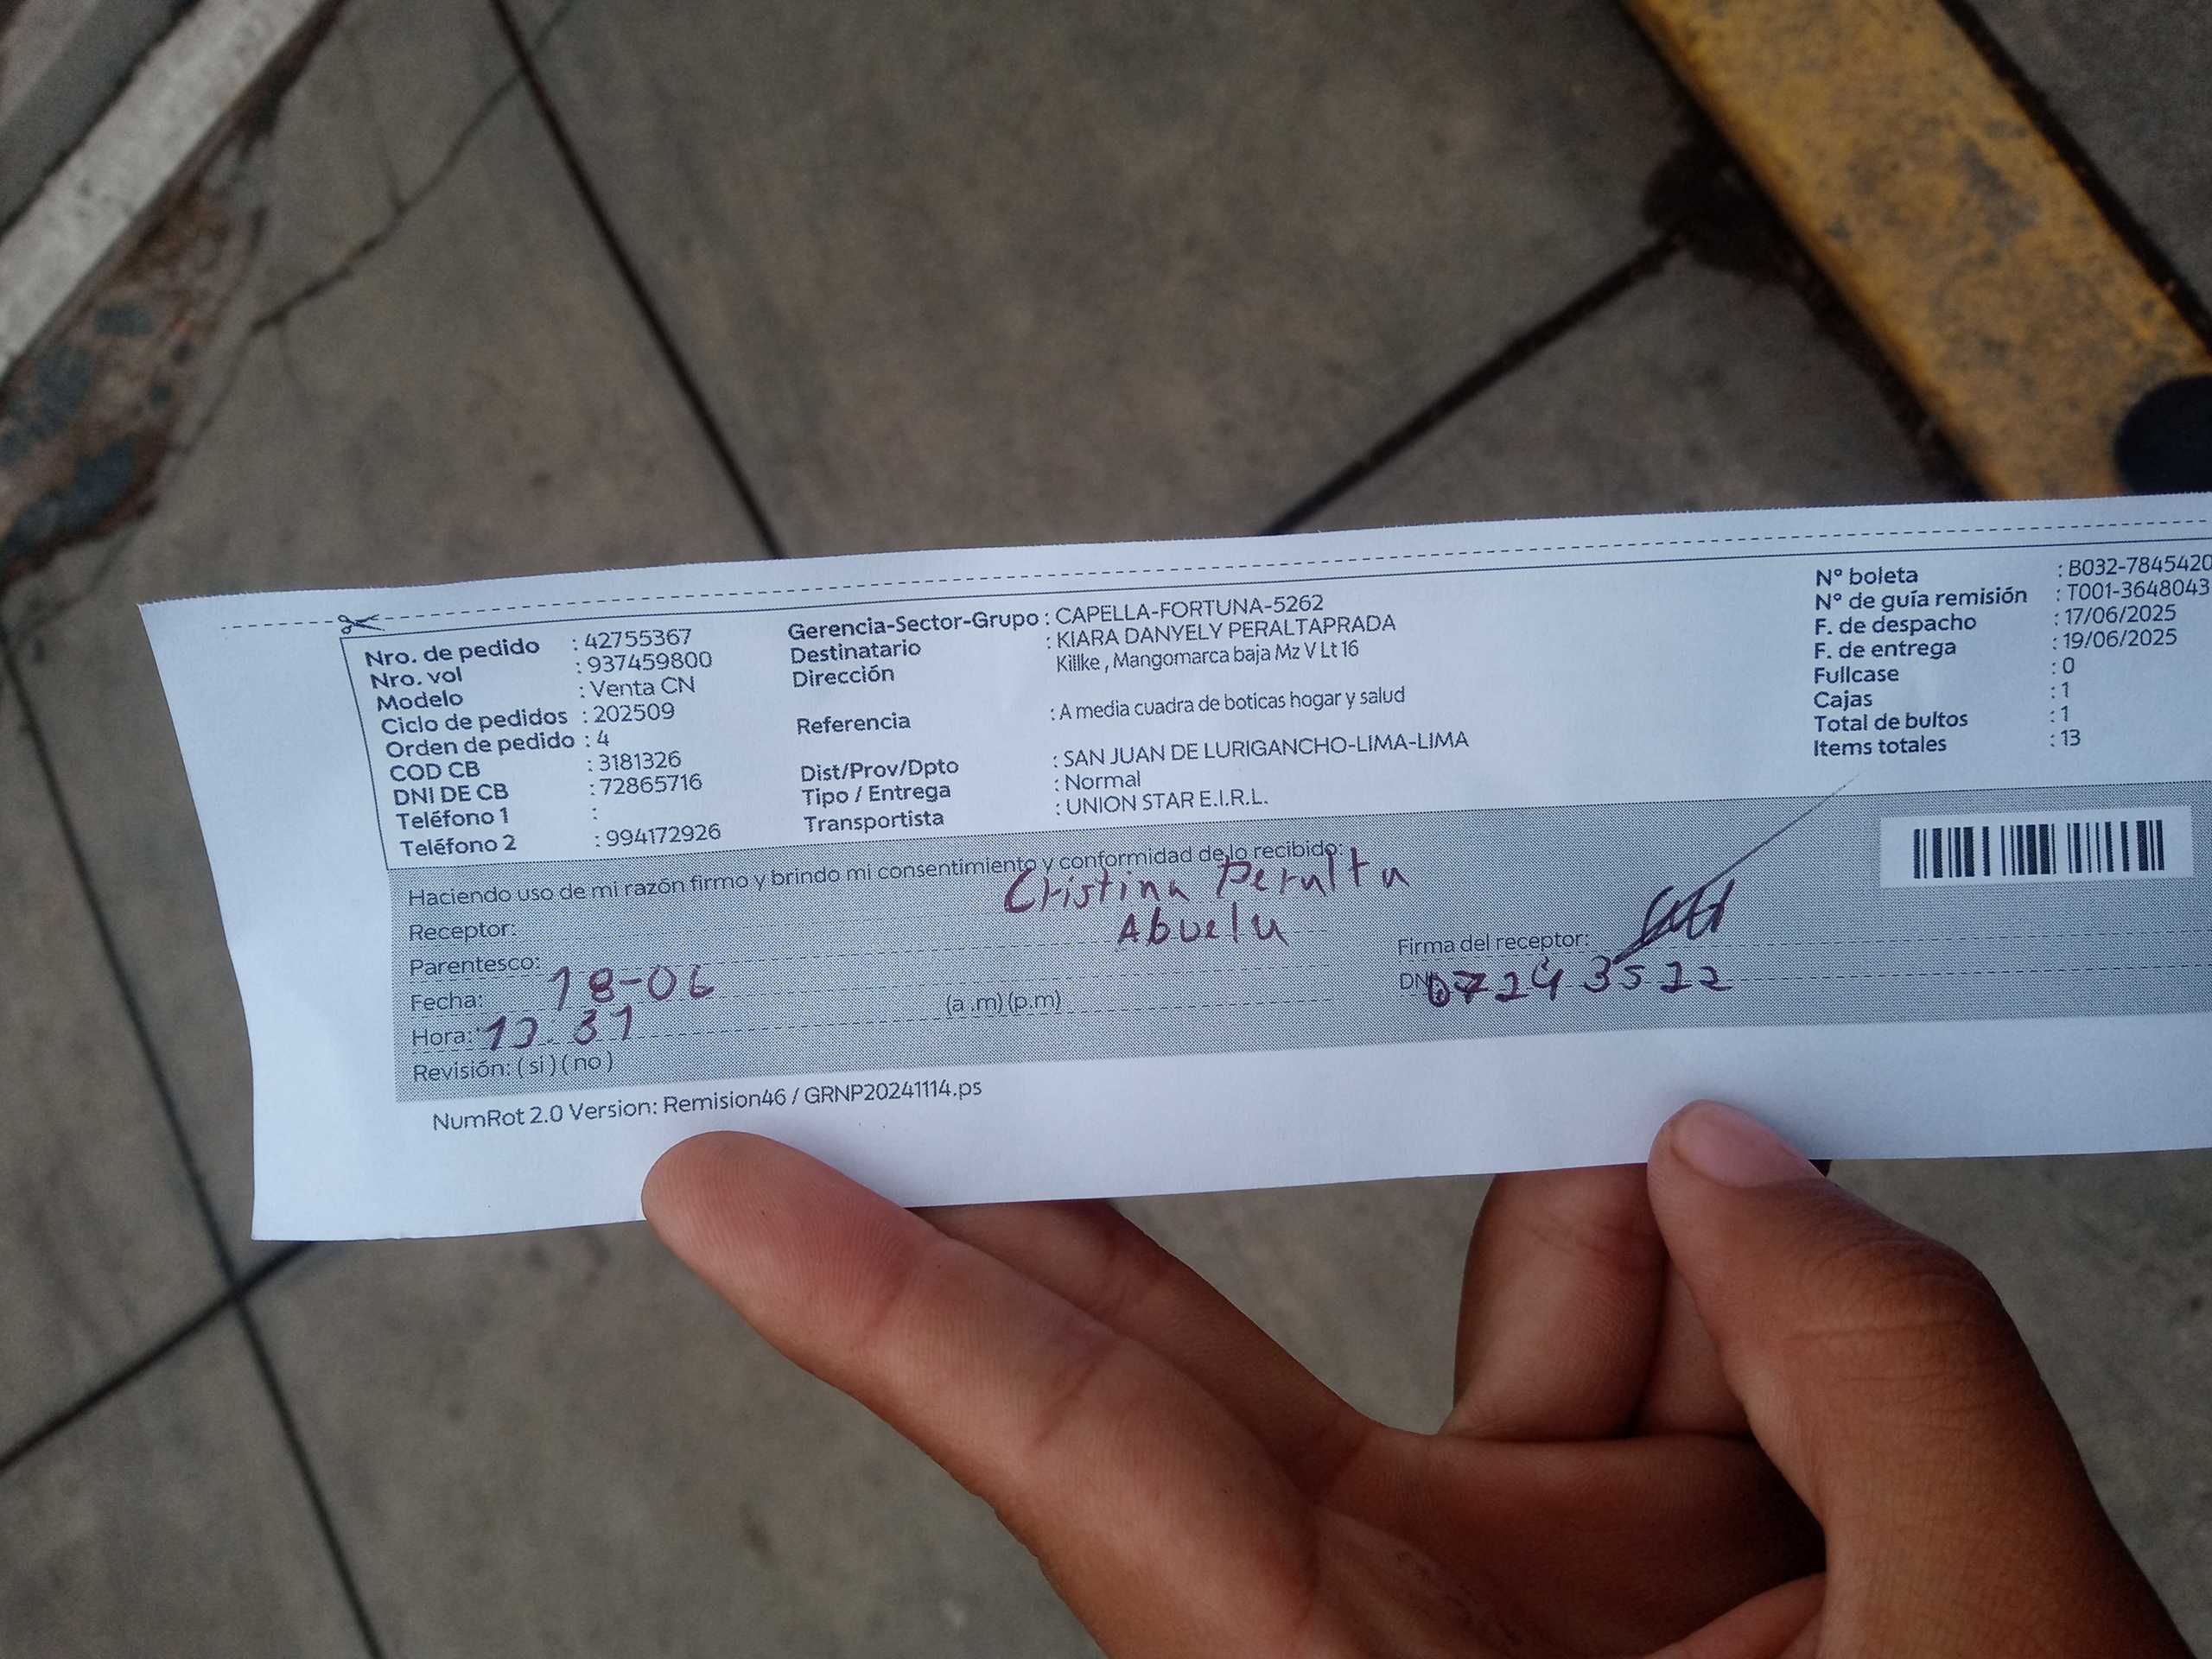 Nro. de pedido : 42755367
Nro. vol : 937459800
Modelo : Venta CN
Ciclo de pedidos : 202509
Orden de pedido : 4
COD CB : 3181326
DNI DE CB : 72865716
Teléfono 1 :
Teléfono 2 : 994172926
Gerencia-Sector-Grupo : CAPELLA-FORTUNA-5262
Destinatario : KIARA DANYELY PERALTAPRADA
Dirección Killke , Mangomarca baja Mz V Lt 16
Referencia : A media cuadra de boticas hogar y salud
Dist/Prov/Dpto : SAN JUAN DE LURIGANCHO-LIMA-LIMA
Tipo / Entrega : Normal
Transportista : UNION STAR E.I.R.L.
Nº boleta : B032-7845420
Nº de guía remisión : T001-3648043
F. de despacho : 17/06/2025
F. de entrega : 19/06/2025
Fullcase : 0
Cajas : 1
Total de bultos : 1
Items totales : 13
Haciendo uso de mi razón firmo y brindo mi consentimiento y conformidad de lo recibido:
Receptor: Cristina Peralta
Parentesco: Abuela
Firma del receptor:
Fecha: 18-06
DNI:
Hora: (a .m) (p.m)
Revisión: ( si ) ( no )
NumRot 2.0 Version: Remision46 / GRNP20241114.ps